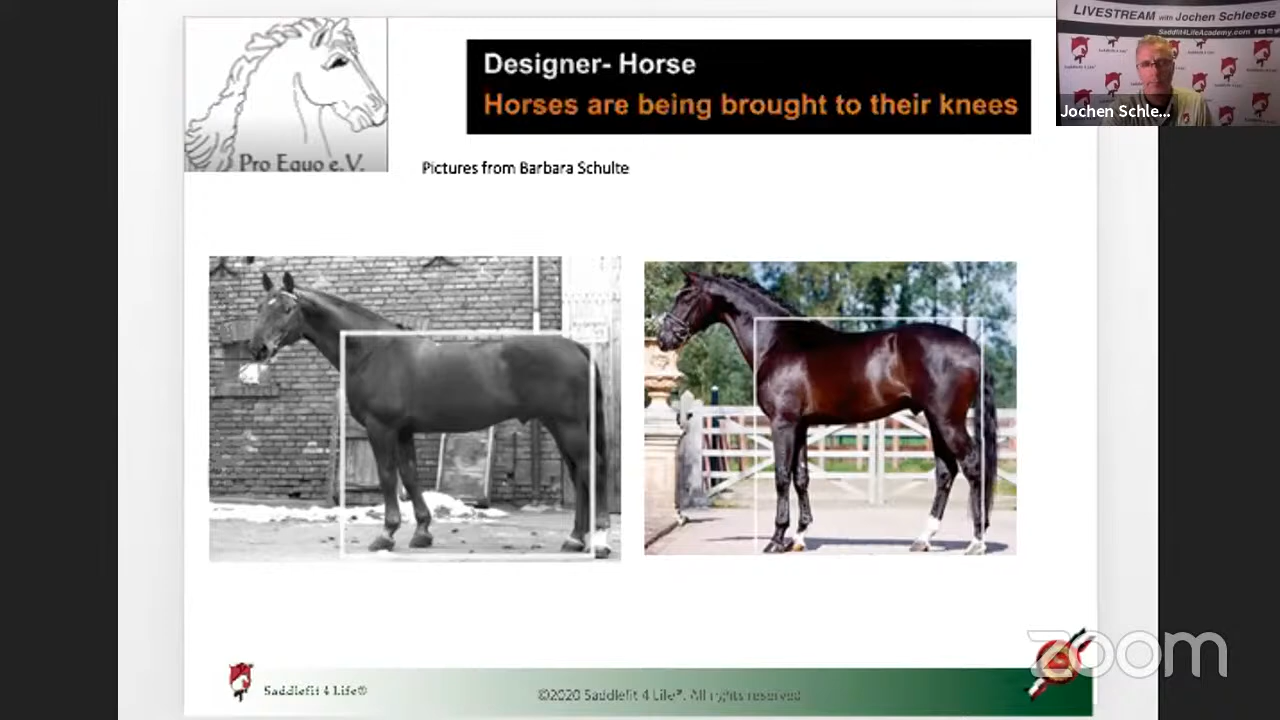 LIVESTREAM with Jochen Schleese
Saddlefit4LifeAcademy.com
Jochen Schle...
Pro Equo e.V.
Designer- Horse
Horses are being brought to their knees
Pictures from Barbara Schulte
Saddlefit 4 Life®
©2020 Saddlefit 4 Life®. All rights reserved
zoom